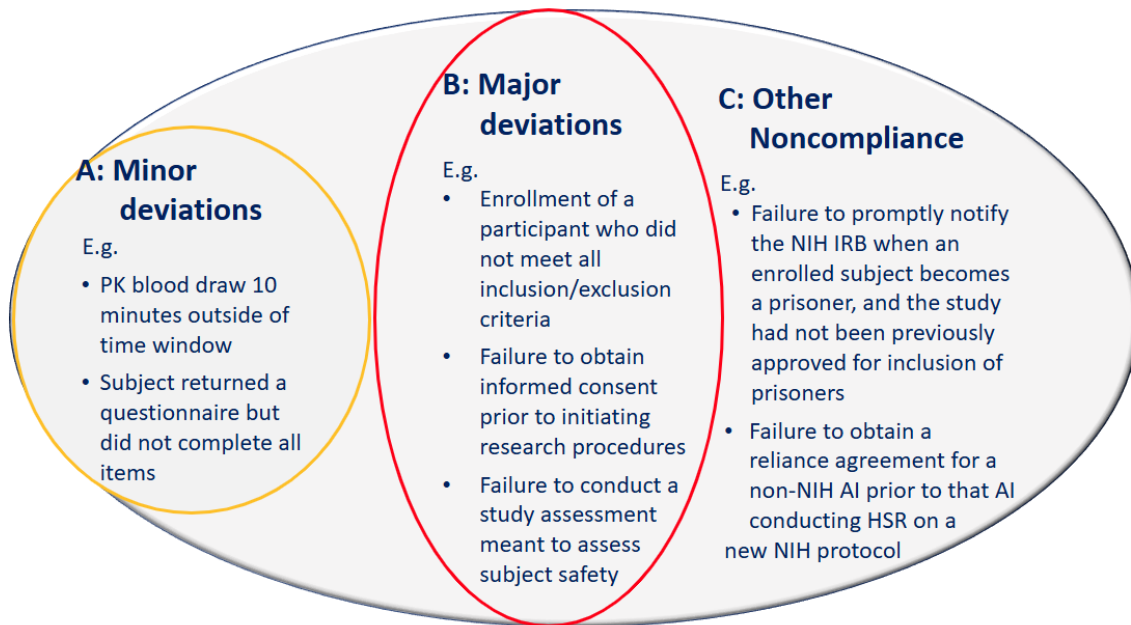 A: Minor
deviations
E.g.
• PK blood draw 10
minutes outside of
time window
• Subject returned a
questionnaire but
did not complete all
items
B: Major
deviations
E.g.
• Enrollment of a
participant who did
not meet all
inclusion/exclusion
criteria
• Failure to obtain
informed consent
prior to initiating
research procedures
• Failure to conduct a
study assessment
meant to assess
subject safety
C: Other
Noncompliance
E.g.
• Failure to promptly notify
the NIH IRB when an
enrolled subject becomes
a prisoner, and the study
had not been previously
approved for inclusion of
prisoners
• Failure to obtain a
reliance agreement for a
non-NIH AI prior to that AI
conducting HSR on a
new NIH protocol